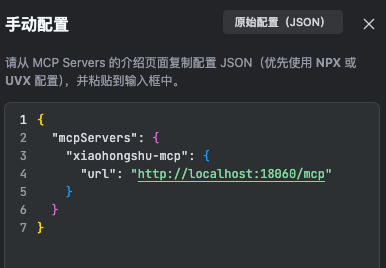 手动配置
原始配置（JSON）
请从 MCP Servers 的介绍页面复制配置 JSON（优先使用 NPX 或
UVX 配置），并粘贴到输入框中。
1 {
2   "mcpServers": {
3     "xiaohongshu-mcp": {
4       "url": "http://localhost:18060/mcp"
5     }
6   }
7 }